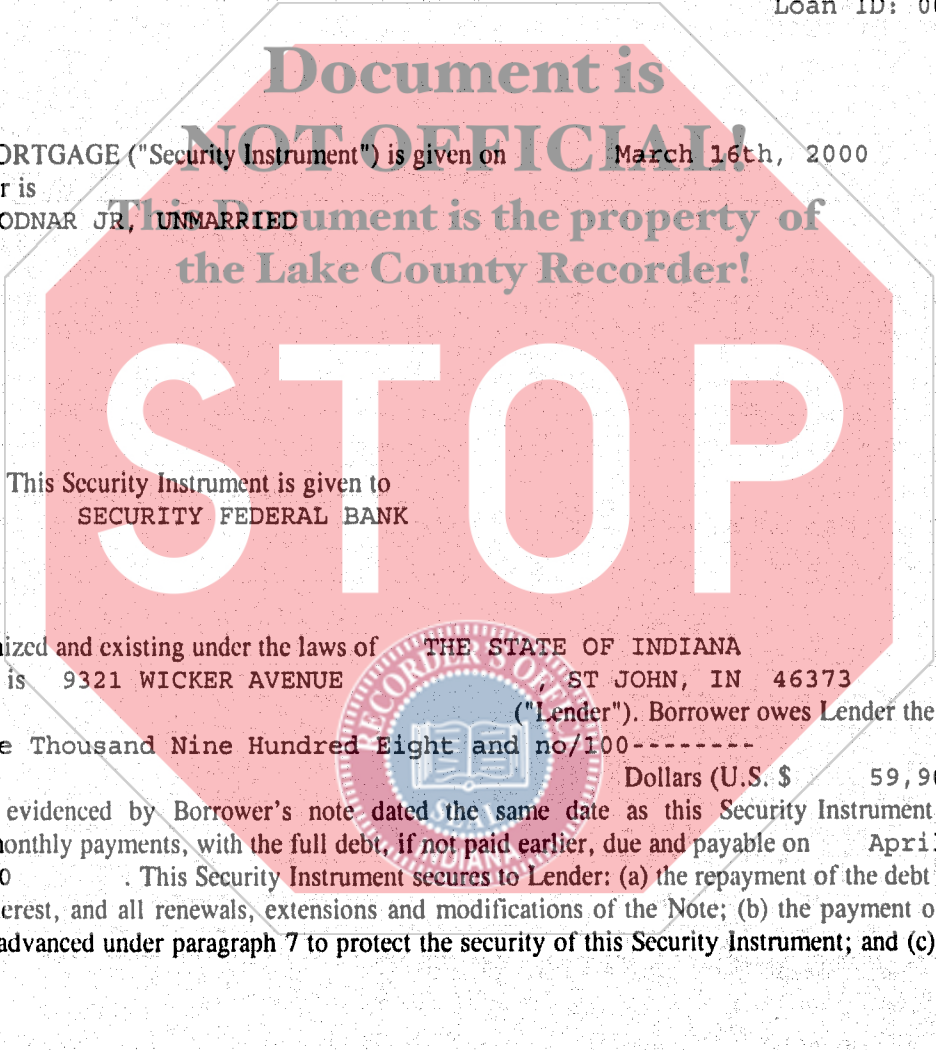 Loan ID: 0
Document is
NOT OFFICIAL!
ORTGAGE ("Security Instrument") is given on March 16th, 2000
r is
This Document is the property of
ODNAR JR, UNMARRIED
the Lake County Recorder!
STOP
This Security Instrument is given to
SECURITY FEDERAL BANK
nized and existing under the laws of THE STATE OF INDIANA
is 9321 WICKER AVENUE , ST JOHN, IN 46373
("Lender"). Borrower owes Lender the
e Thousand Nine Hundred Eight and no/100--------
Dollars (U.S. $ 59,90
evidenced by Borrower's note dated the same date as this Security Instrument
onthly payments, with the full debt, if not paid earlier, due and payable on April
0 . This Security Instrument secures to Lender: (a) the repayment of the debt
erest, and all renewals, extensions and modifications of the Note; (b) the payment o
advanced under paragraph 7 to protect the security of this Security Instrument; and (c)
RECORDER'S OFFICE
SEAL
INDIANA